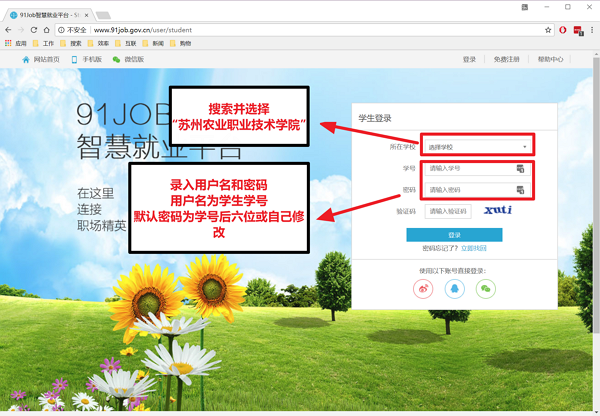 91Job智慧就业平台 - S
不安全 | www.91job.gov.cn/user/student
应用 工作 搜索 效率 互联 新闻 购物
网站首页 手机版 微信版 登录 免费注册 帮助中心
91JOB
智慧就业平台
在这里
连接
职场精英
搜索并选择
“苏州农业职业技术学院”
录入用户名和密码
用户名为学生学号
默认密码为学号后六位或自己修
改
学生登录
所在学校 选择学校
学号 请输入学号
密码 请输入密码
验证码 请输入验证码 xuti
登录
密码忘记了？立即找回
使用以下账号直接登录：